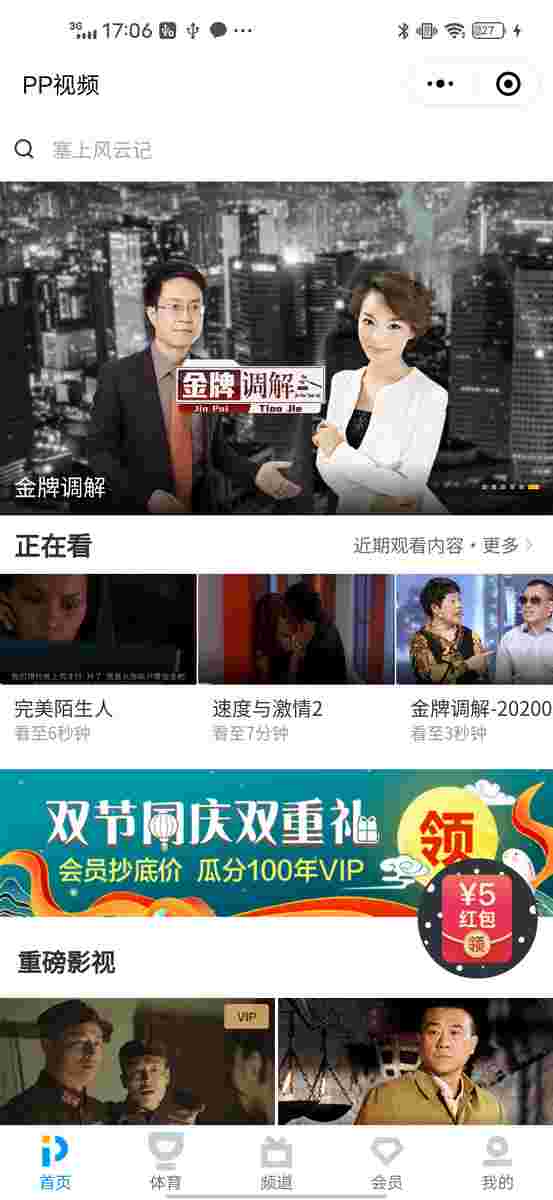 3G 17:06 27
PP视频
塞上风云记
金牌调解
Jin Pai Tiao Jie
金牌调解
正在看
近期观看内容·更多
完美陌生人
速度与激情2
金牌调解-20200
看至6秒钟
看至7分钟
看至3秒钟
双节同庆双重礼
领
会员抄底价 瓜分100年VIP
¥5
红包
领
重磅影视
VIP
首页
体育
频道
会员
我的